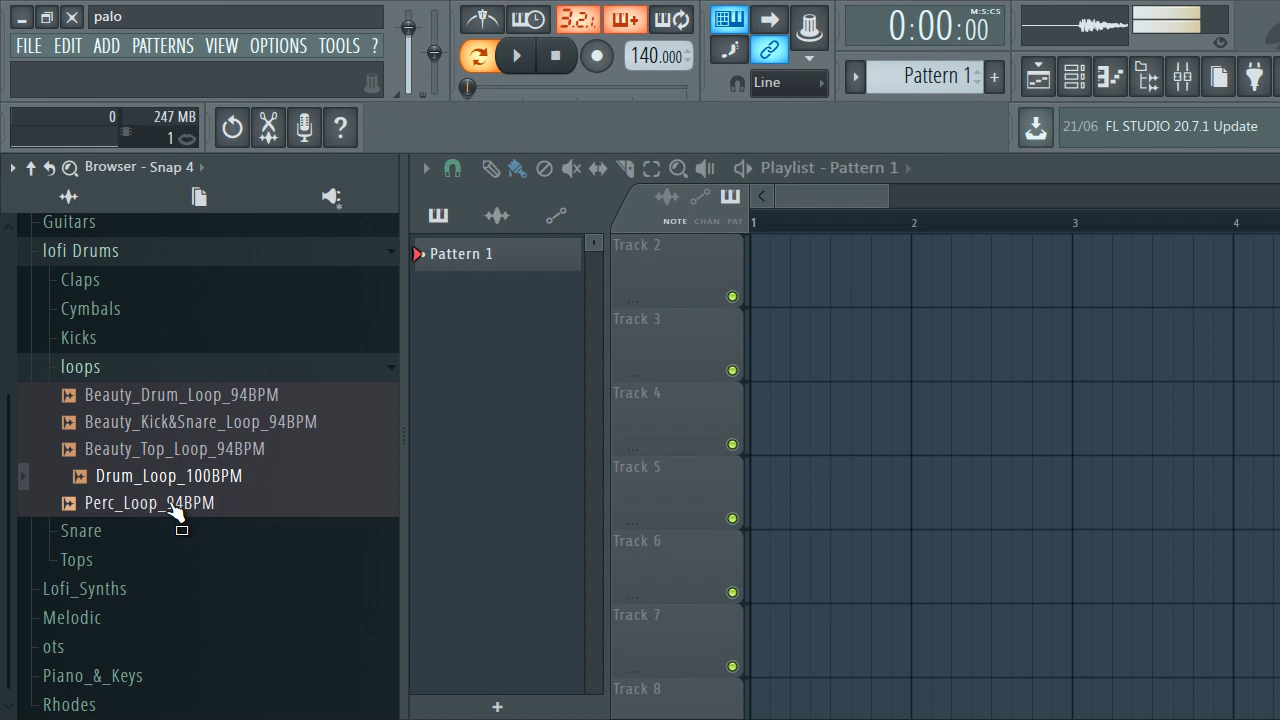 palo
FILE EDIT ADD PATTERNS VIEW OPTIONS TOOLS ?
3.2.
140.000
0:00:00
M:S:CS
Line
Pattern 1
+
0
247 MB
1
?
21/06 FL STUDIO 20.7.1 Update
Browser - Snap 4
Guitars
lofi Drums
Claps
Cymbals
Kicks
loops
Beauty_Drum_Loop_94BPM
Beauty_Kick&Snare_Loop_94BPM
Beauty_Top_Loop_94BPM
Drum_Loop_100BPM
Perc_Loop_94BPM
Snare
Tops
Lofi_Synths
Melodic
ots
Piano_&_Keys
Rhodes
Pattern 1
+
Playlist - Pattern 1
NOTE CHAN PAT
1 2 3 4
Track 2
...
Track 3
...
Track 4
...
Track 5
...
Track 6
...
Track 7
...
Track 8